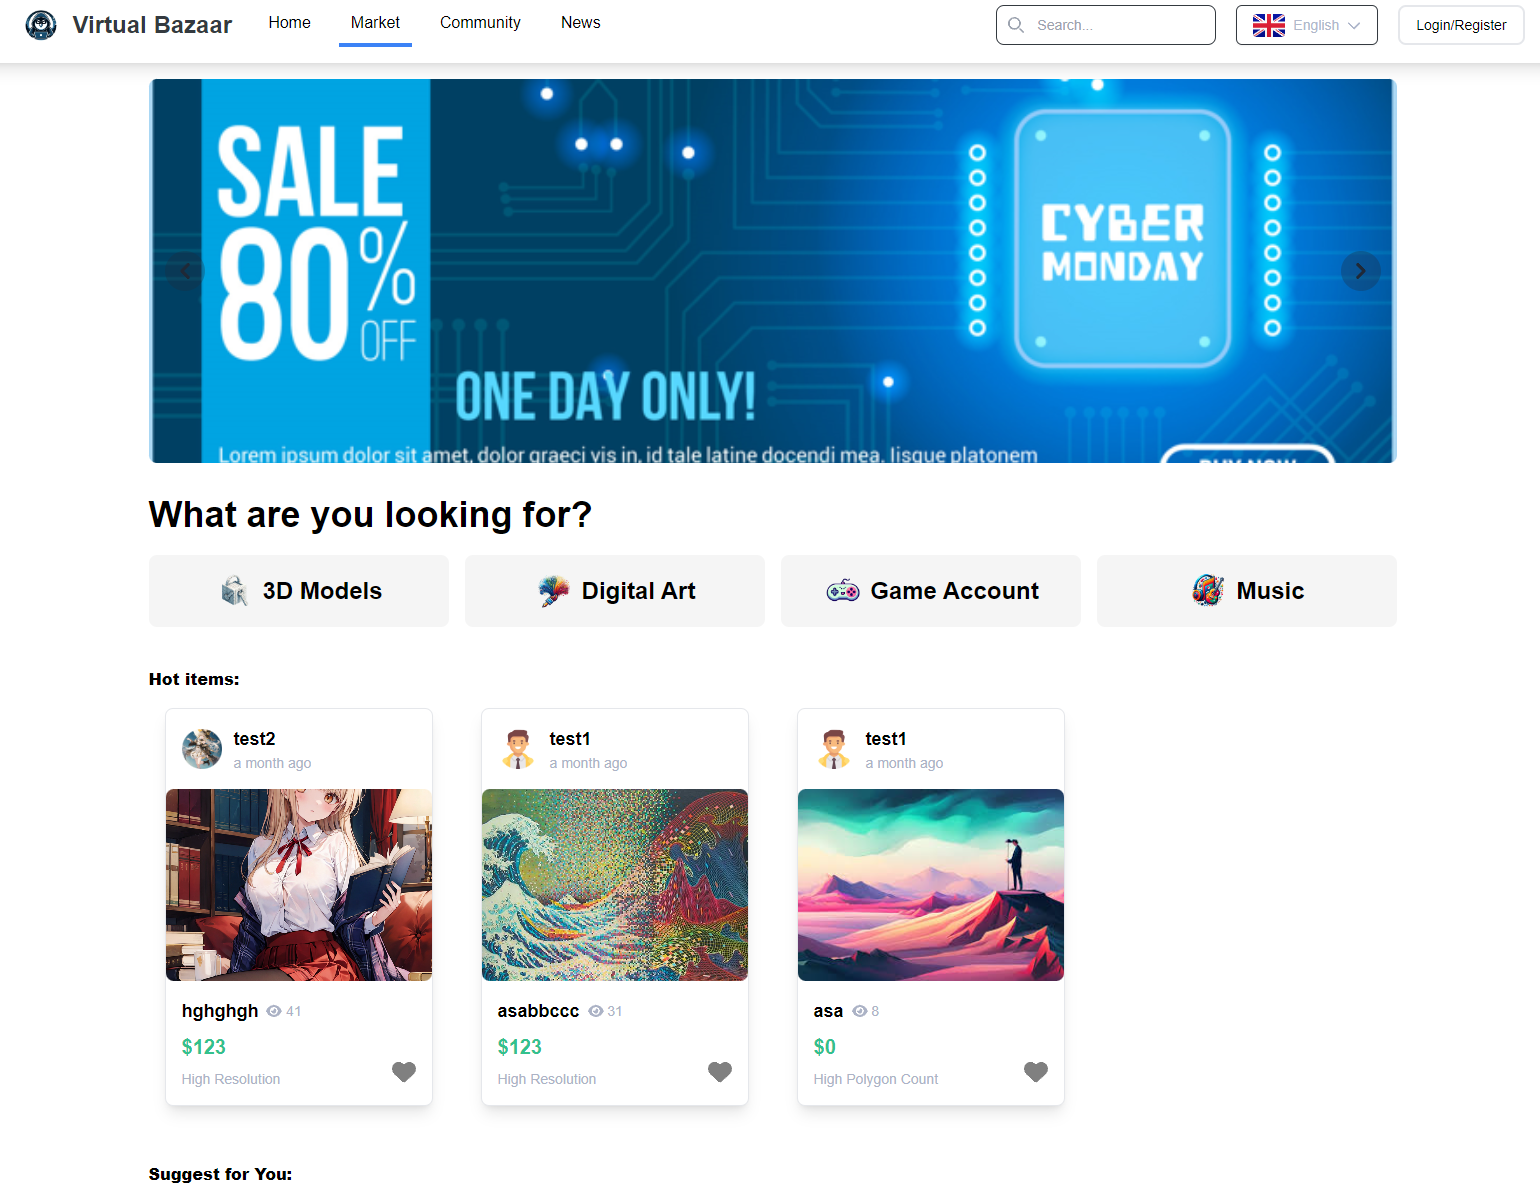 Virtual Bazaar
Home
Market
Community
News
Search...
English
Login/Register
SALE
80%
OFF
CYBER
MONDAY
ONE DAY ONLY!
Lorem ipsum dolor sit amet, dolor graeci vis in, id tale latine docendi mea, lisque platonem
BUY NOW
What are you looking for?
3D Models
Digital Art
Game Account
Music
Hot items:
test2
a month ago
test1
a month ago
test1
a month ago
hghghgh 41
asabbccc 31
asa 8
$123
$123
$0
High Resolution
High Resolution
High Polygon Count
Suggest for You: